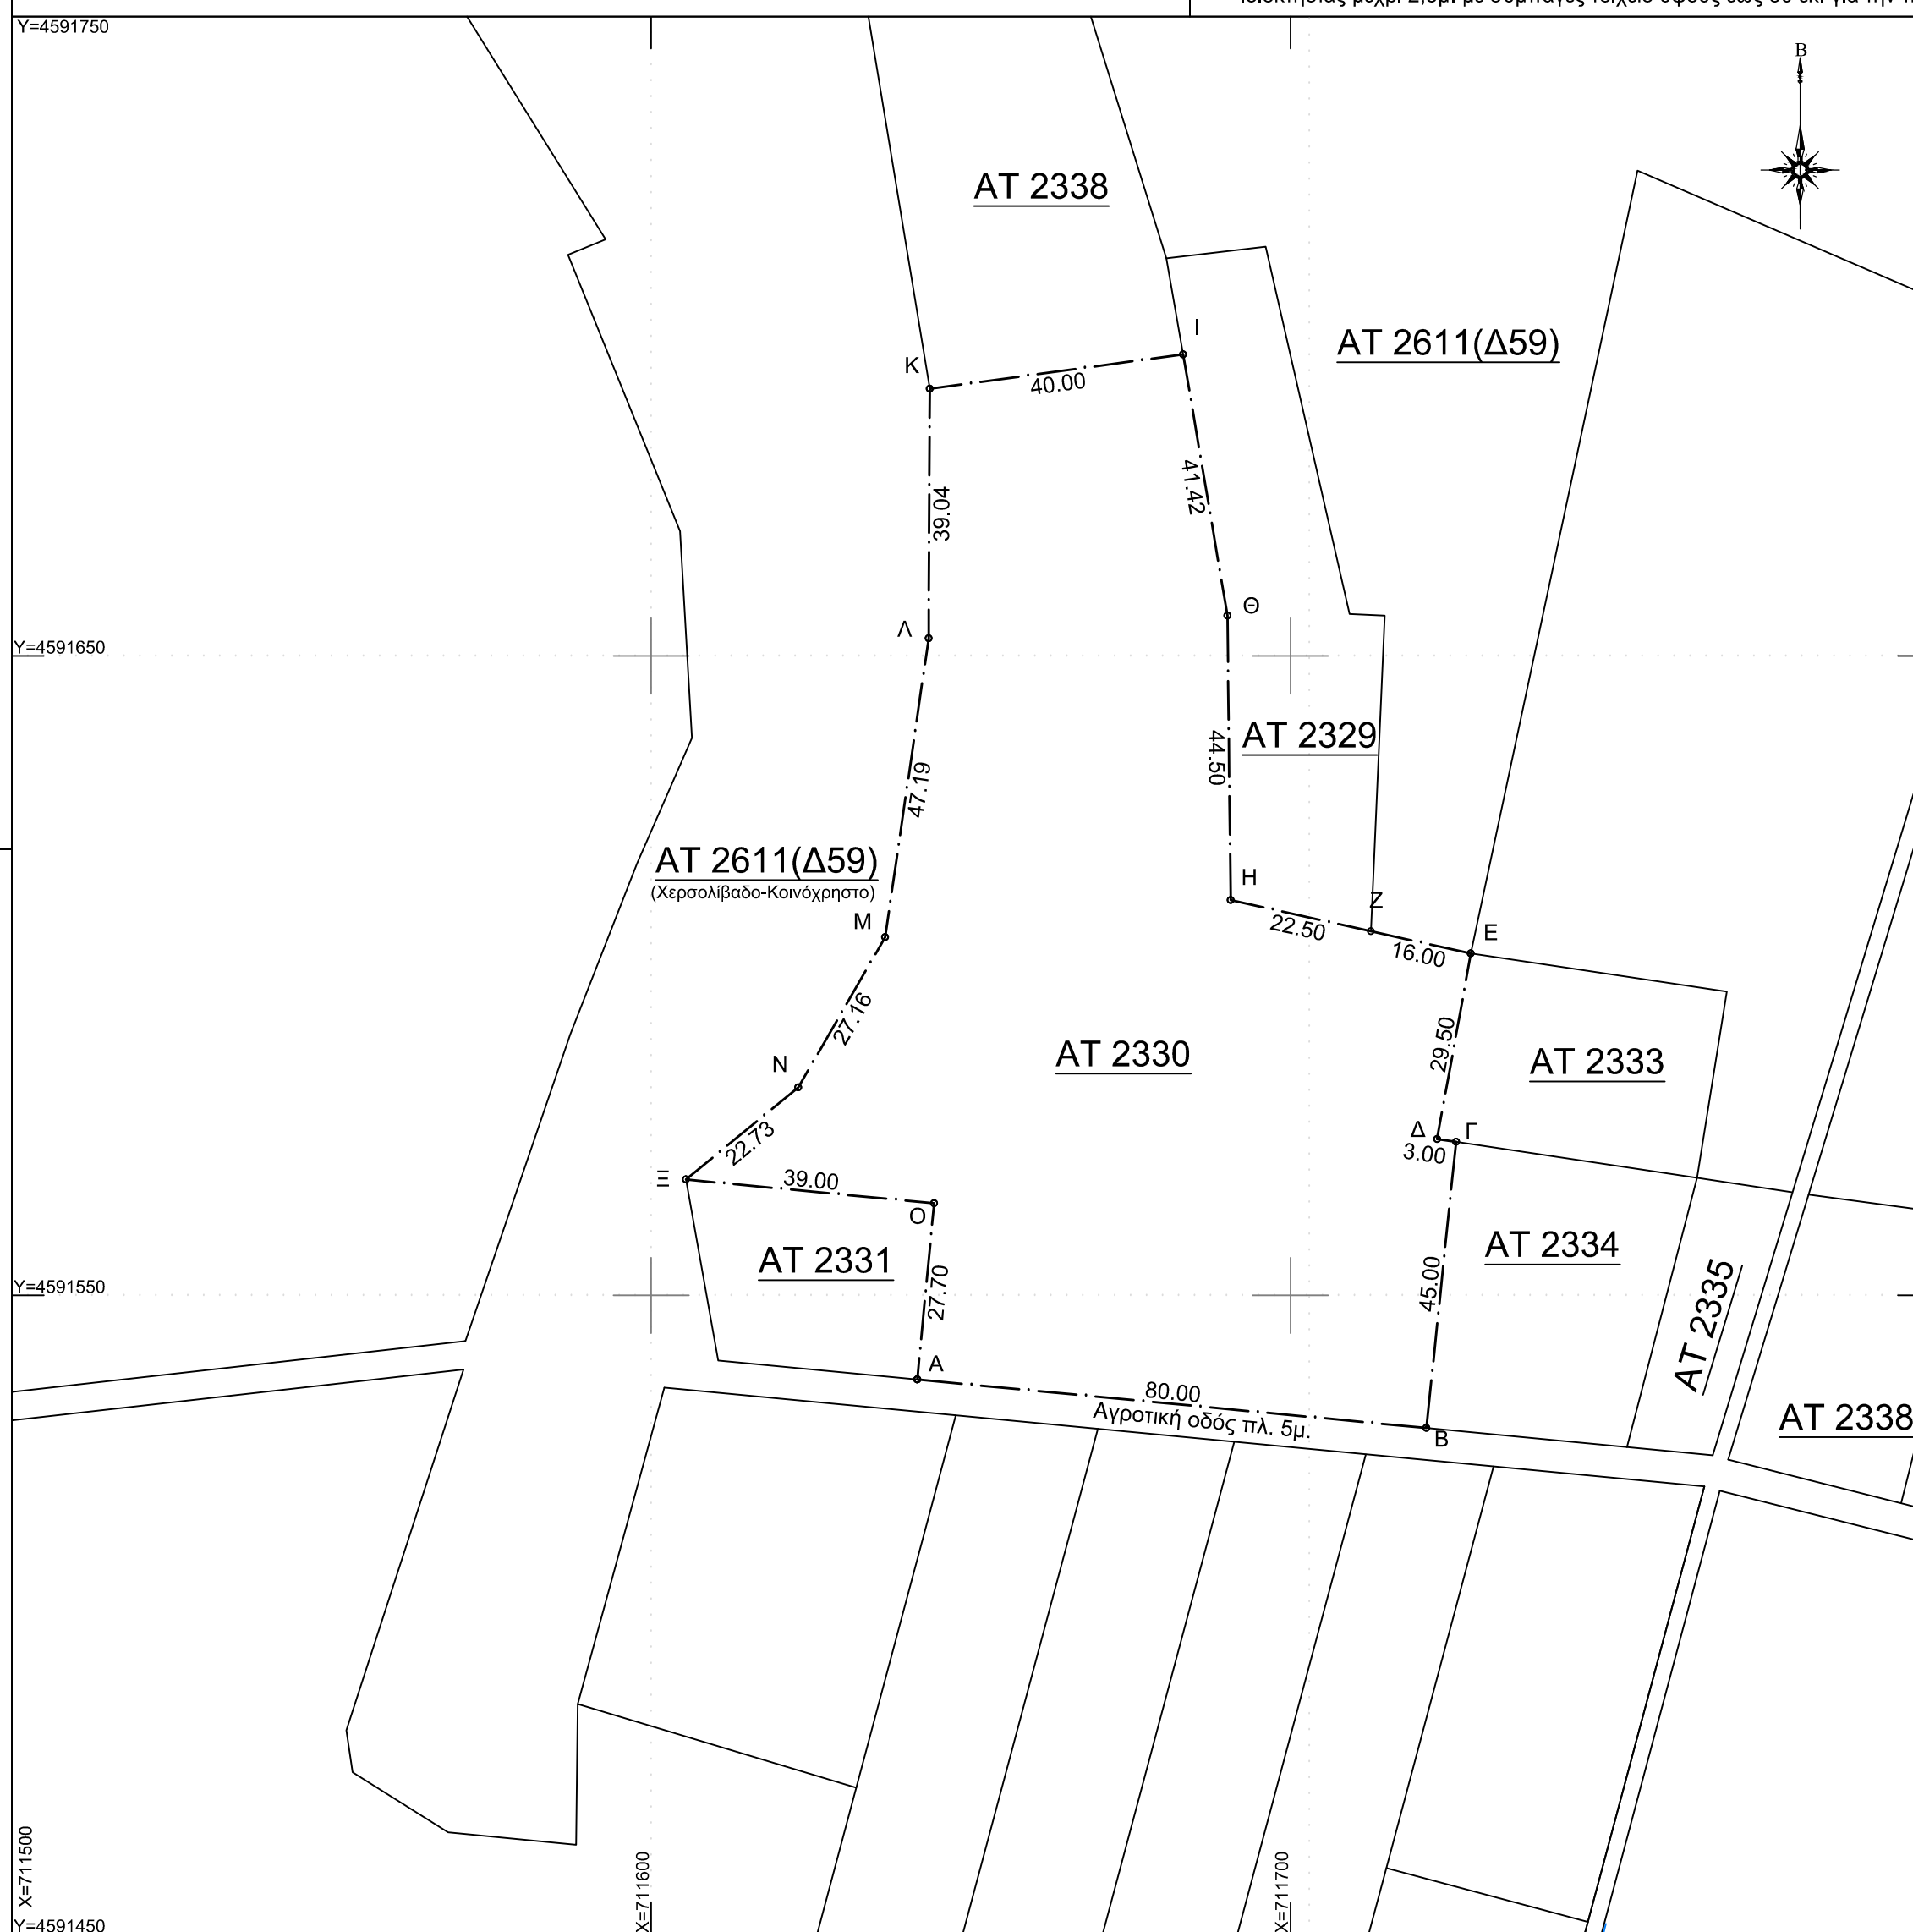 Y=4591750
B
ΑΤ 2338
Ι
ΑΤ 2611(Δ59)
Κ
40.00
41.42
39.04
Θ
Λ
Y=4591650
ΑΤ 2329
44.50
47.19
ΑΤ 2611(Δ59)
(Χερσολίβαδο-Κοινόχρηστο)
Η
Ζ
Μ
22.50
Ε
16.00
27.16
29.50
ΑΤ 2330
ΑΤ 2333
Ν
Δ
Γ
22.73
3.00
Ξ
39.00
Ο
ΑΤ 2331
ΑΤ 2334
27.70
45.00
Y=4591550
ΑΤ 2335
Α
80.00
Αγροτική οδός πλ. 5μ.
Β
ΑΤ 2338
X=711500
X=711600
X=711700
Y=4591450